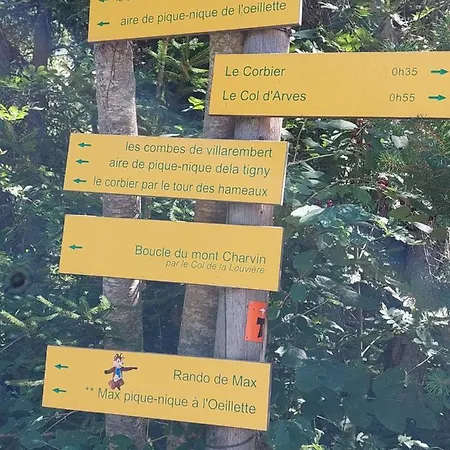 aire de pique-nique de l'oeillette
Le Corbier 0h35
Le Col d'Arves 0h55
les combes de villarembert
aire de pique-nique dela tigny
le corbier par le tour des hameaux
Boucle du mont Charvin
par le Col de la Louvière
Rando de Max
** Max pique-nique à l'Oeillette